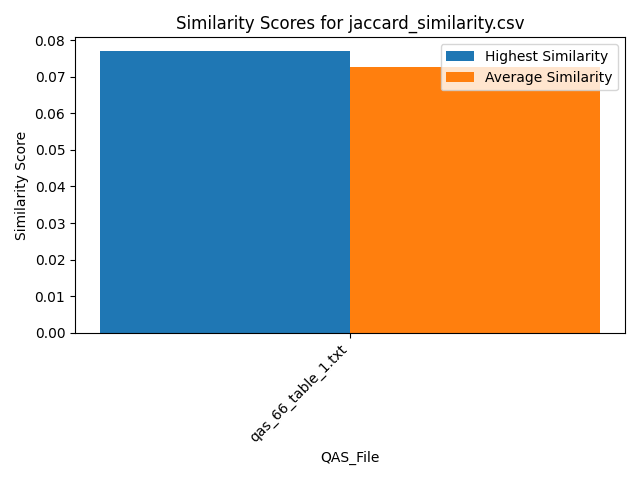 Similarity Scores for jaccard_similarity.csv
Highest Similarity
Average Similarity
Similarity Score
0.08
0.07
0.06
0.05
0.04
0.03
0.02
0.01
0.00
qas_66_table_1.txt
QAS_File